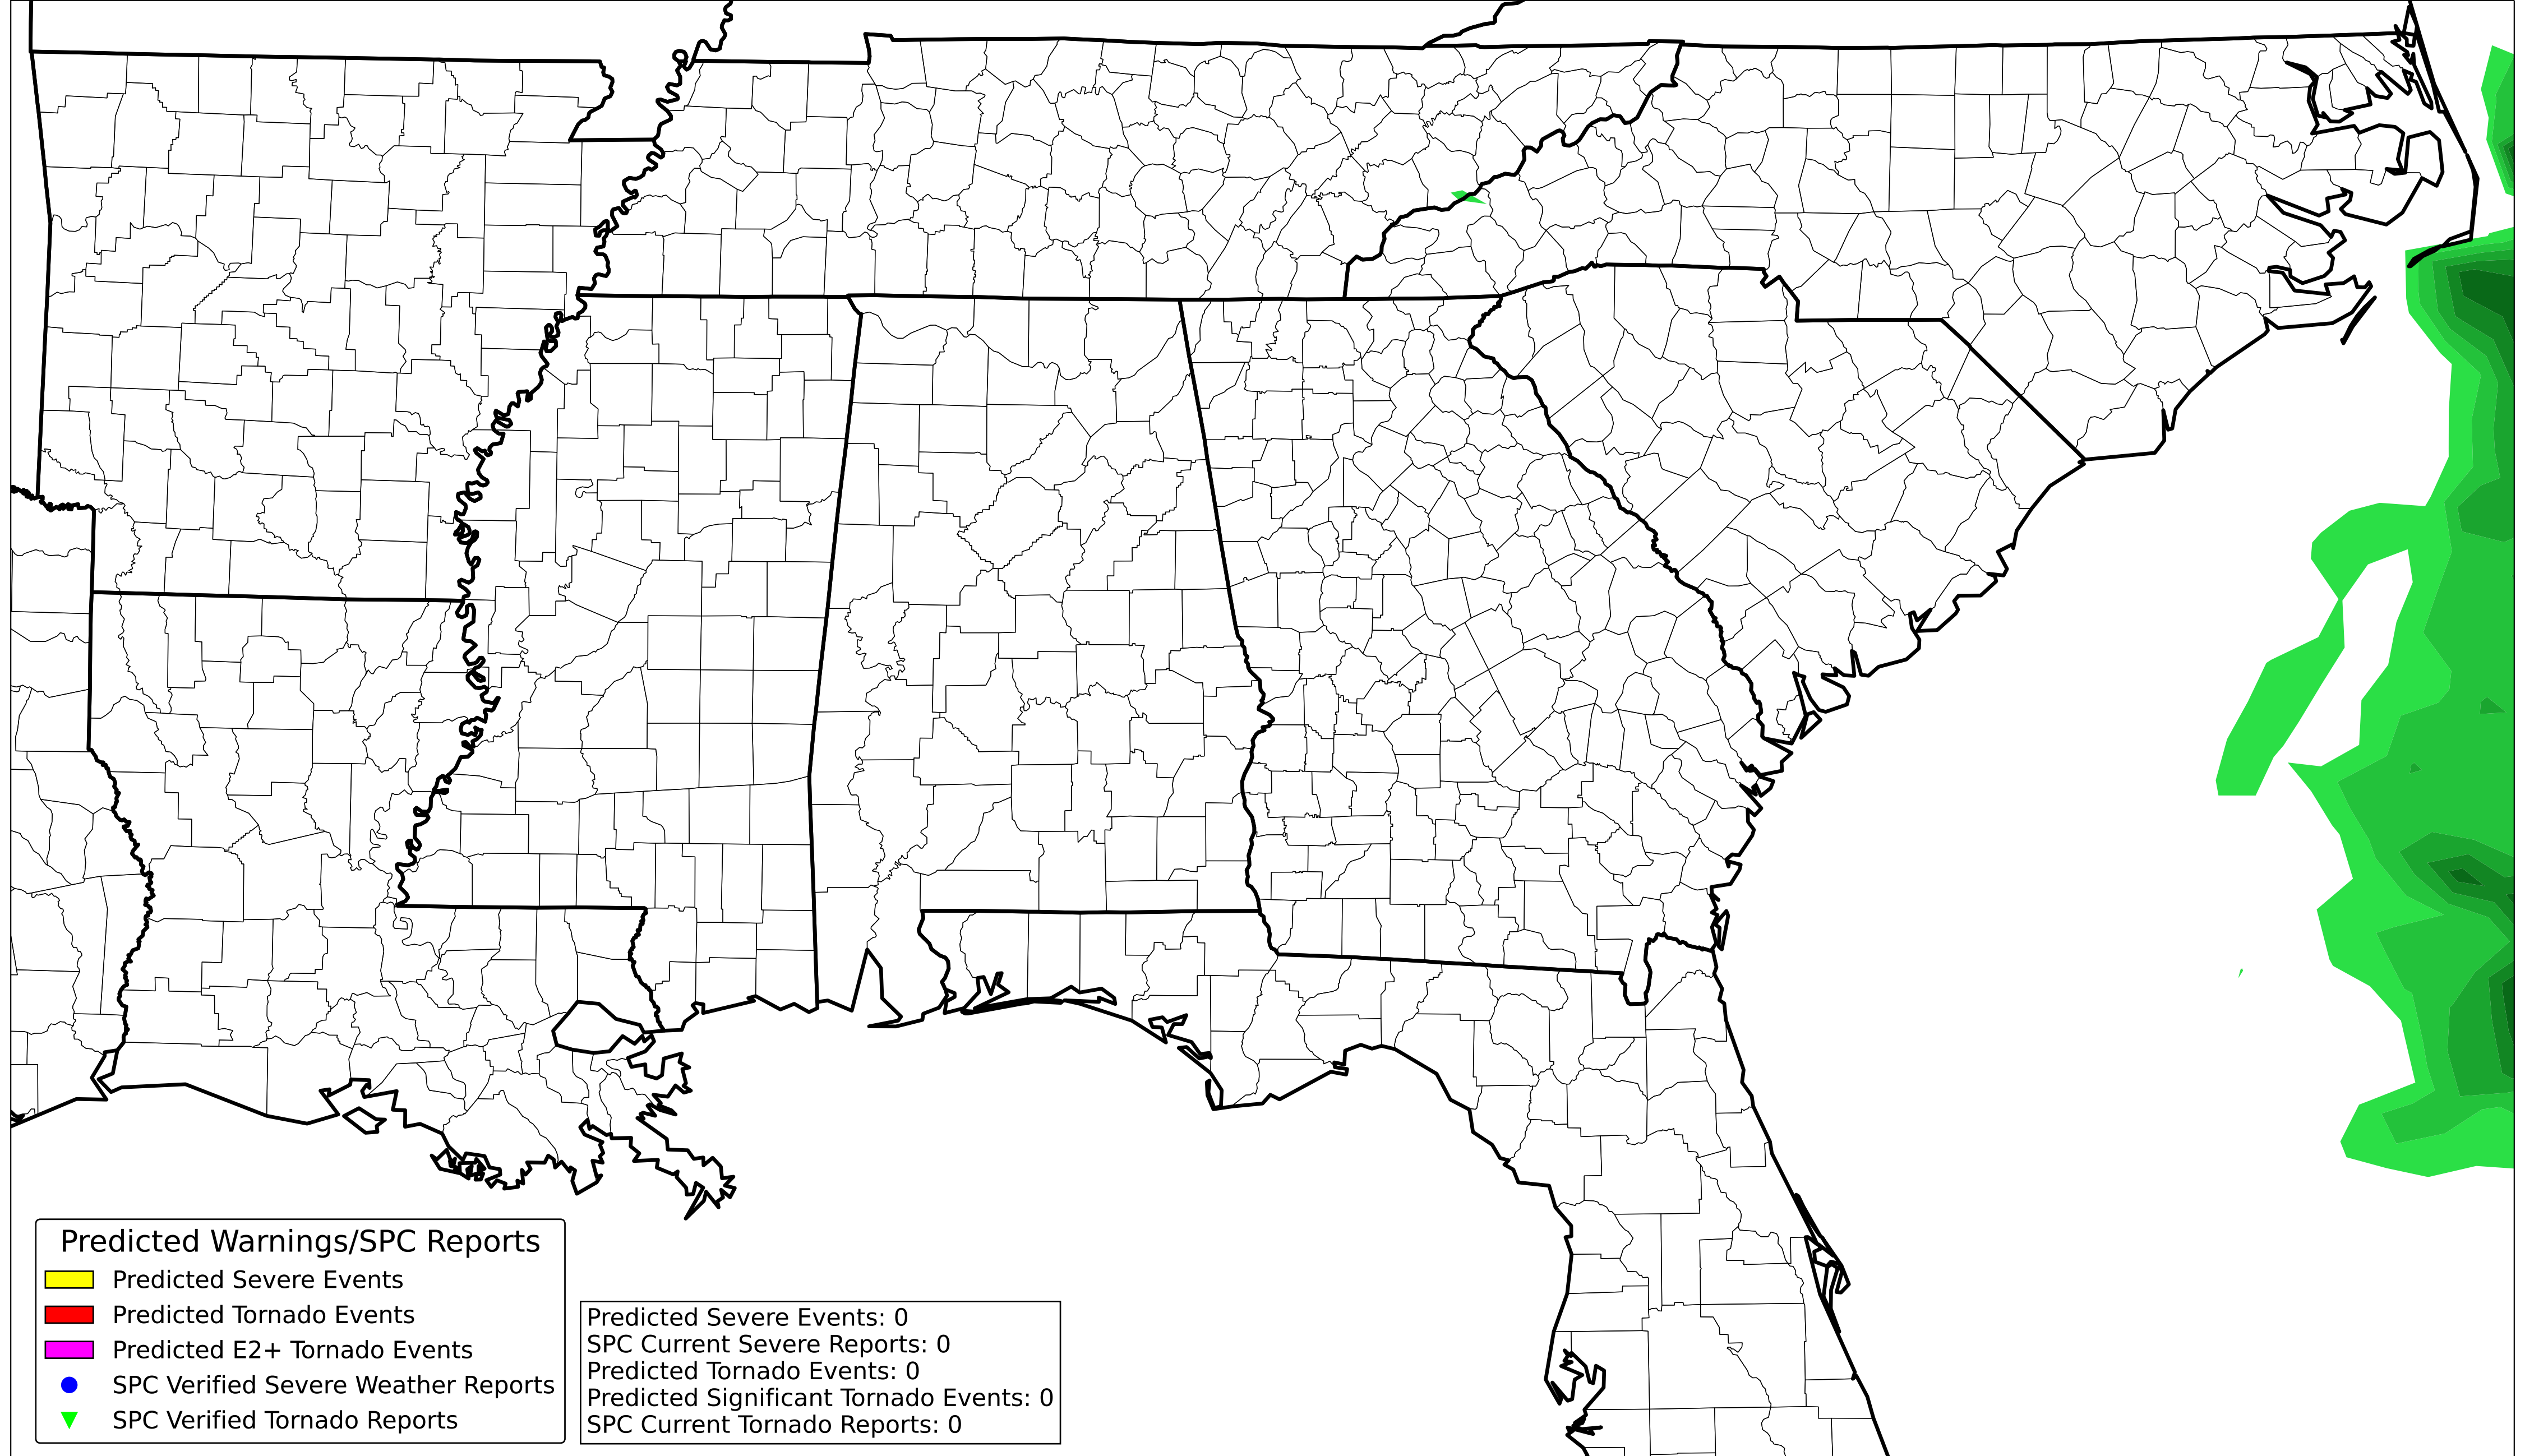 Predicted Warnings/SPC Reports
Predicted Severe Events
Predicted Tornado Events
Predicted E2+ Tornado Events
SPC Verified Severe Weather Reports
SPC Verified Tornado Reports
Predicted Severe Events: 0
SPC Current Severe Reports: 0
Predicted Tornado Events: 0
Predicted Significant Tornado Events: 0
SPC Current Tornado Reports: 0